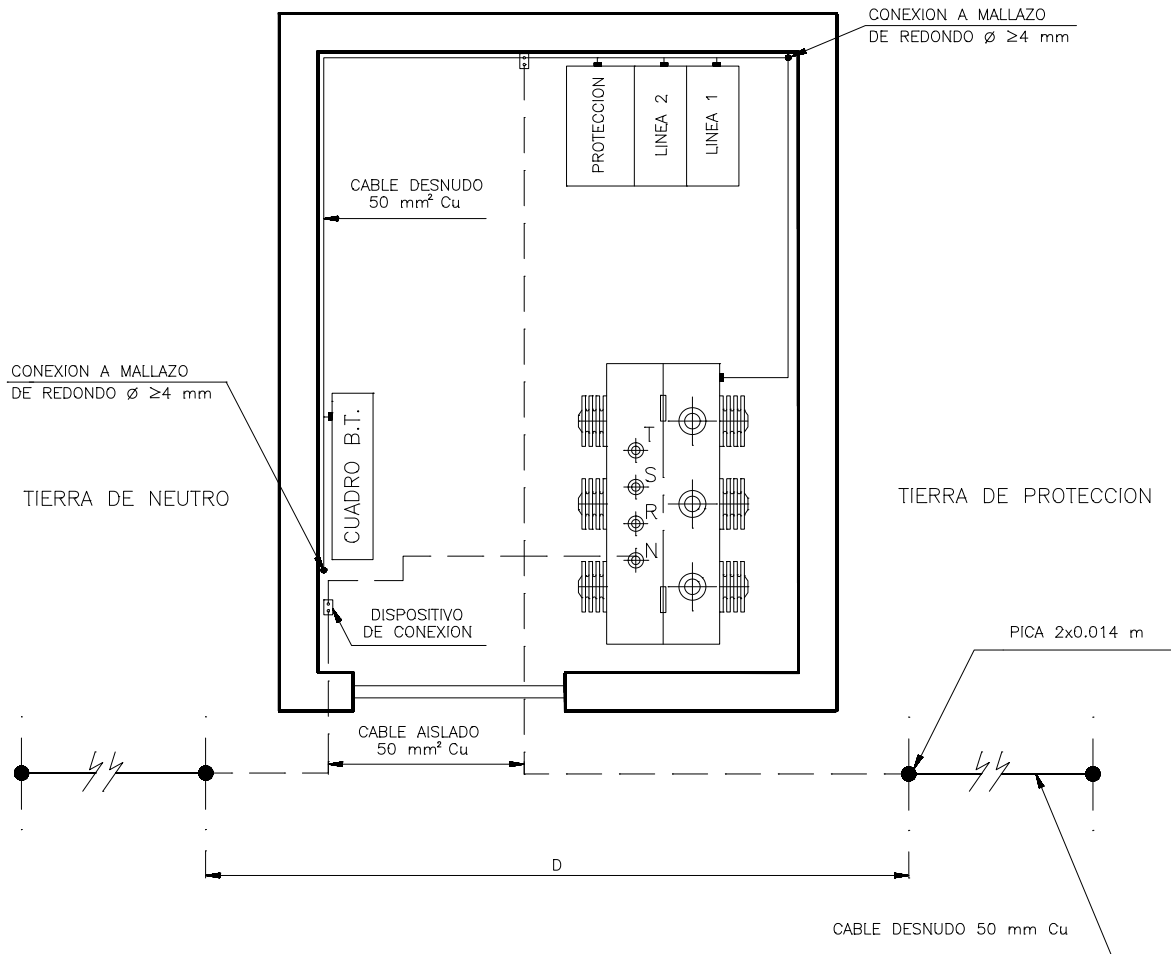 CONEXION A MALLAZO
DE REDONDO Ø ≥4 mm
PROTECCION
LINEA 2
LINEA 1
CABLE DESNUDO
50 mm² Cu
CONEXION A MALLAZO
DE REDONDO Ø ≥4 mm
CUADRO B.T.
T
S
R
N
TIERRA DE NEUTRO
TIERRA DE PROTECCION
DISPOSITIVO
DE CONEXION
PICA 2x0.014 m
CABLE AISLADO
50 mm² Cu
D
CABLE DESNUDO 50 mm Cu